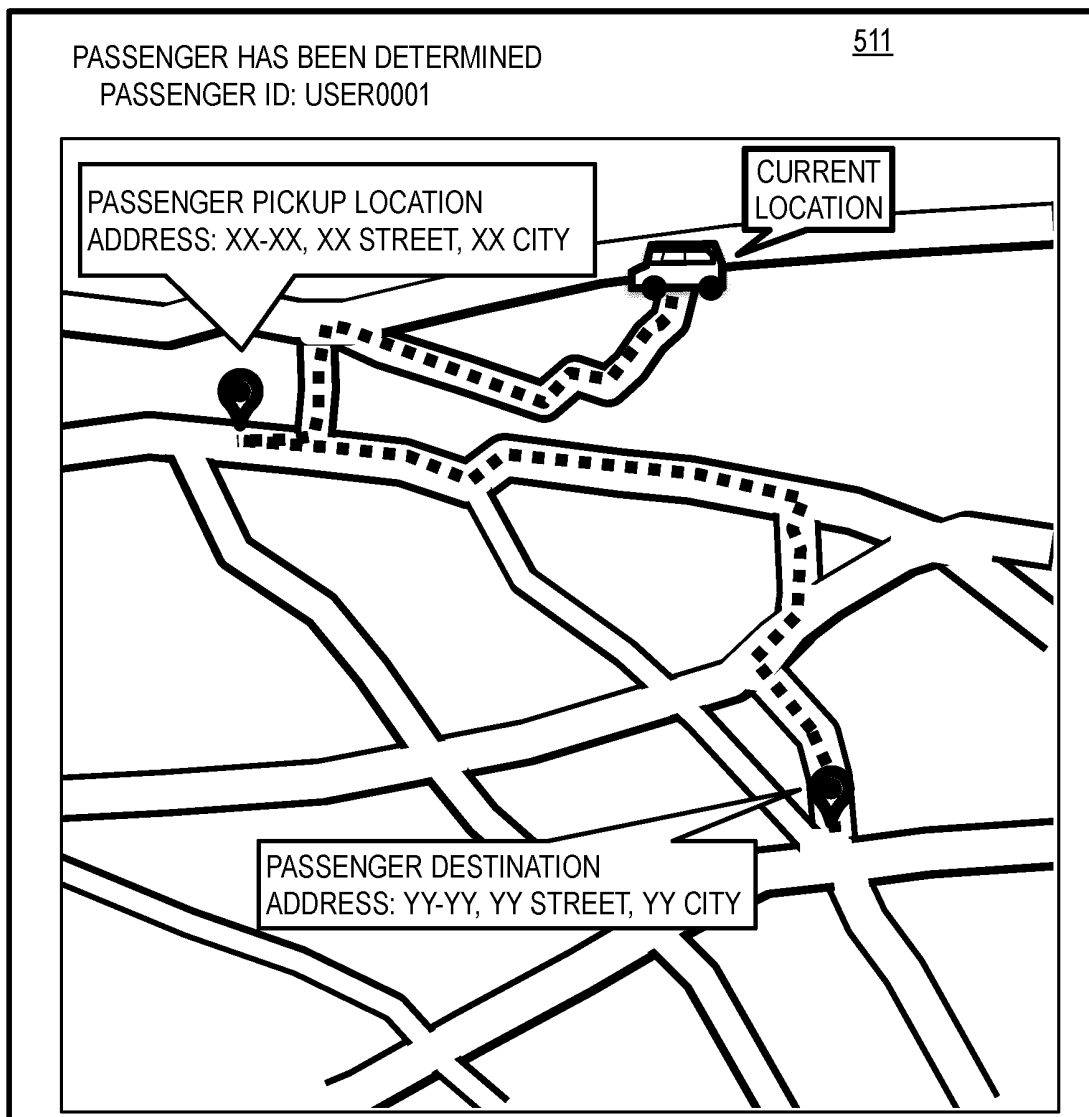 511
PASSENGER HAS BEEN DETERMINED
PASSENGER ID: USER0001
CURRENT
LOCATION
PASSENGER PICKUP LOCATION
ADDRESS: XX-XX, XX STREET, XX CITY
PASSENGER DESTINATION
ADDRESS: YY-YY, YY STREET, YY CITY